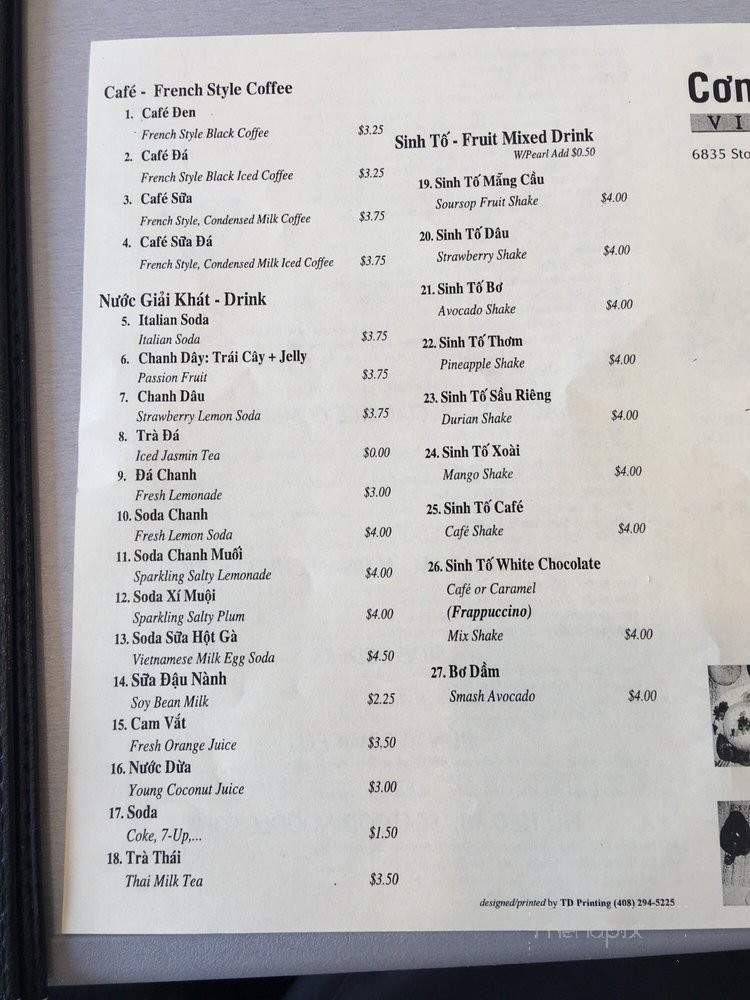 Café - French Style Coffee
1. Café Đen
French Style Black Coffee $3.25
2. Café Đá
French Style Black Iced Coffee $3.25
3. Café Sữa
French Style, Condensed Milk Coffee $3.75
4. Café Sữa Đá
French Style, Condensed Milk Iced Coffee $3.75
Nước Giải Khát - Drink
5. Italian Soda
Italian Soda $3.75
6. Chanh Dây: Trái Cây + Jelly
Passion Fruit $3.75
7. Chanh Dâu
Strawberry Lemon Soda $3.75
8. Trà Đá
Iced Jasmin Tea $0.00
9. Đá Chanh
Fresh Lemonade $3.00
10. Soda Chanh
Fresh Lemon Soda $4.00
11. Soda Chanh Muối
Sparkling Salty Lemonade $4.00
12. Soda Xí Muội
Sparkling Salty Plum $4.00
13. Soda Sữa Hột Gà
Vietnamese Milk Egg Soda $4.50
14. Sữa Đậu Nành
Soy Bean Milk $2.25
15. Cam Vắt
Fresh Orange Juice $3.50
16. Nước Dừa
Young Coconut Juice $3.00
17. Soda
Coke, 7-Up,... $1.50
18. Trà Thái
Thai Milk Tea $3.50
Sinh Tố - Fruit Mixed Drink
W/Pearl Add $0.50
19. Sinh Tố Mãng Cầu
Soursop Fruit Shake $4.00
20. Sinh Tố Dâu
Strawberry Shake $4.00
21. Sinh Tố Bơ
Avocado Shake $4.00
22. Sinh Tố Thơm
Pineapple Shake $4.00
23. Sinh Tố Sầu Riêng
Durian Shake $4.00
24. Sinh Tố Xoài
Mango Shake $4.00
25. Sinh Tố Café
Café Shake $4.00
26. Sinh Tố White Chocolate
Café or Caramel
(Frappuccino)
Mix Shake $4.00
27. Bơ Dầm
Smash Avocado $4.00
designed/printed by TD Printing (408) 294-5225
Cơm
V I
6835 Sto
menupix